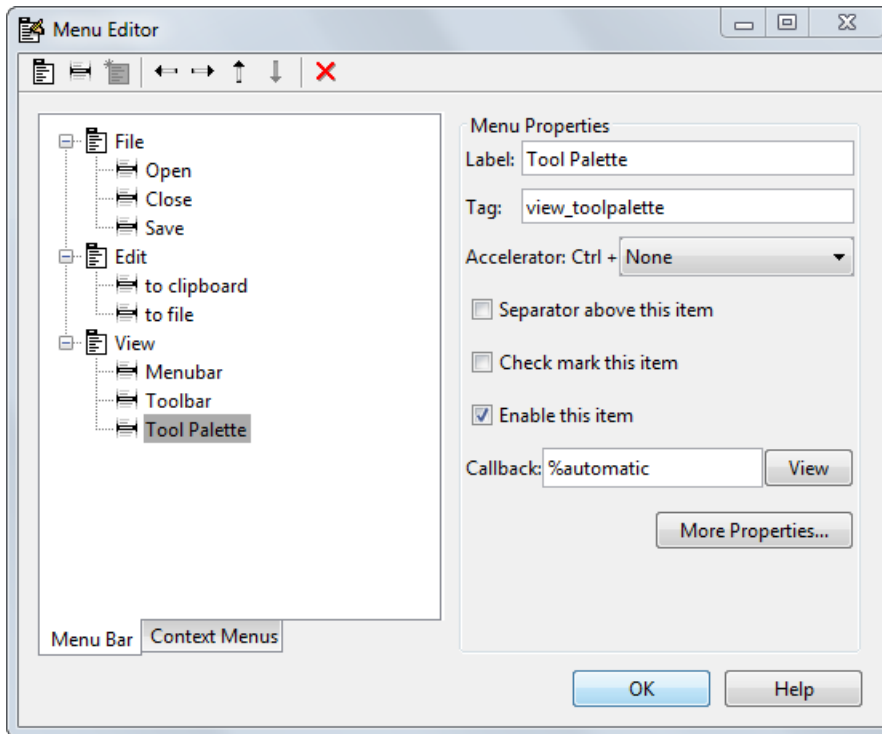 Menu Editor
File
Open
Close
Save
Edit
to clipboard
to file
View
Menubar
Toolbar
Tool Palette
Menu Bar
Context Menus
Menu Properties
Label: Tool Palette
Tag: view_toolpalette
Accelerator: Ctrl + None
Separator above this item
Check mark this item
Enable this item
Callback: %automatic View
More Properties...
OK Help